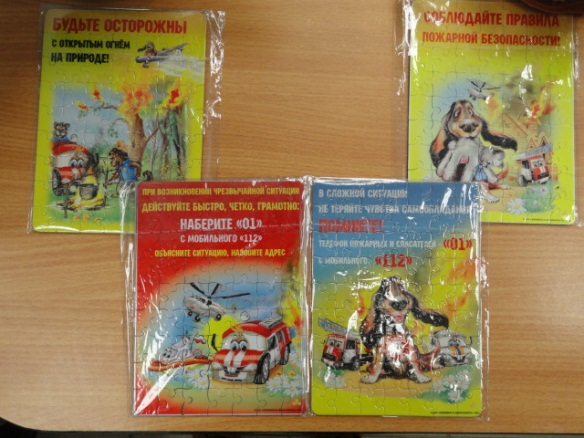 БУДЬТЕ ОСТОРОЖНЫ
С ОТКРЫТЫМ ОГНЁМ
НА ПРИРОДЕ!
СОБЛЮДАЙТЕ ПРАВИЛА
ПОЖАРНОЙ БЕЗОПАСНОСТИ!
ПРИ ВОЗНИКНОВЕНИИ ЧРЕЗВЫЧАЙНОЙ СИТУАЦИИ
ДЕЙСТВУЙТЕ БЫСТРО, ЧЕТКО, ГРАМОТНО:
НАБЕРИТЕ «01»
С МОБИЛЬНОГО «112»
ОБЪЯСНИТЕ СИТУАЦИЮ, НАЗОВИТЕ АДРЕС
В СЛОЖНОЙ СИТУАЦИИ
НЕ ТЕРЯЙТЕ ЧУВСТВА САМООБЛАДАНИЯ
ПОМНИТЕ!
ТЕЛЕФОН ПОЖАРНЫХ И СПАСАТЕЛЕЙ «01»
С МОБИЛЬНОГО «112»